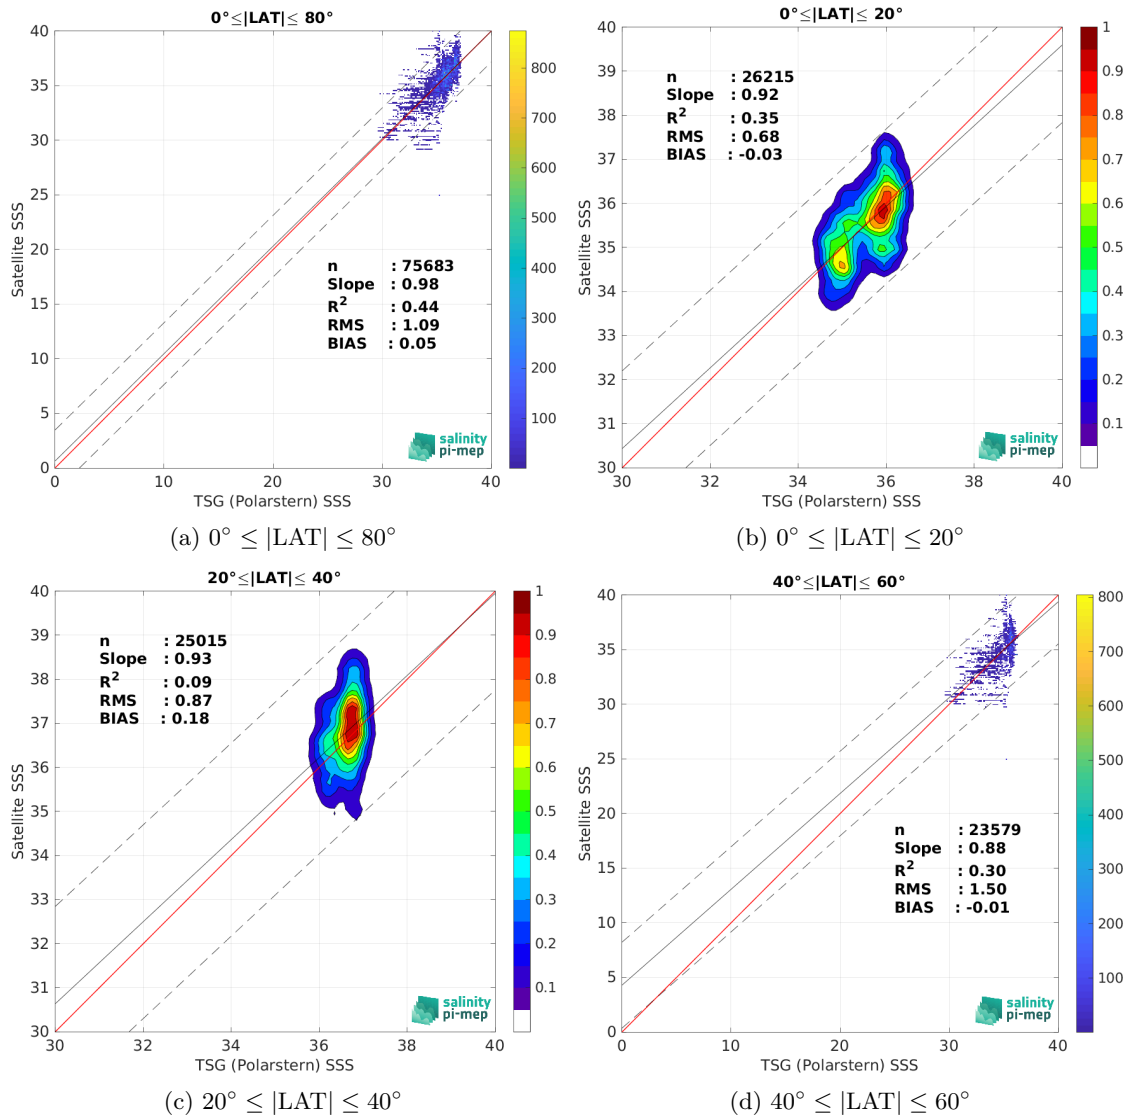 0°≤|LAT|≤ 80°
Satellite SSS
40
35
30
25
20
15
10
5
0
n : 75683
Slope : 0.98
R² : 0.44
RMS : 1.09
BIAS : 0.05
salinity
pi-mep
0 10 20 30 40
TSG (Polarstern) SSS
800
700
600
500
400
300
200
100
(a) 0° ≤ |LAT| ≤ 80°
0°≤|LAT|≤ 20°
Satellite SSS
40
39
38
37
36
35
34
33
32
31
30
n : 26215
Slope : 0.92
R² : 0.35
RMS : 0.68
BIAS : -0.03
salinity
pi-mep
30 32 34 36 38 40
TSG (Polarstern) SSS
1
0.9
0.8
0.7
0.6
0.5
0.4
0.3
0.2
0.1
(b) 0° ≤ |LAT| ≤ 20°
20°≤|LAT|≤ 40°
Satellite SSS
40
39
38
37
36
35
34
33
32
31
30
n : 25015
Slope : 0.93
R² : 0.09
RMS : 0.87
BIAS : 0.18
salinity
pi-mep
30 32 34 36 38 40
TSG (Polarstern) SSS
1
0.9
0.8
0.7
0.6
0.5
0.4
0.3
0.2
0.1
(c) 20° ≤ |LAT| ≤ 40°
40°≤|LAT|≤ 60°
Satellite SSS
40
35
30
25
20
15
10
5
0
n : 23579
Slope : 0.88
R² : 0.30
RMS : 1.50
BIAS : -0.01
salinity
pi-mep
0 10 20 30 40
TSG (Polarstern) SSS
800
700
600
500
400
300
200
100
(d) 40° ≤ |LAT| ≤ 60°